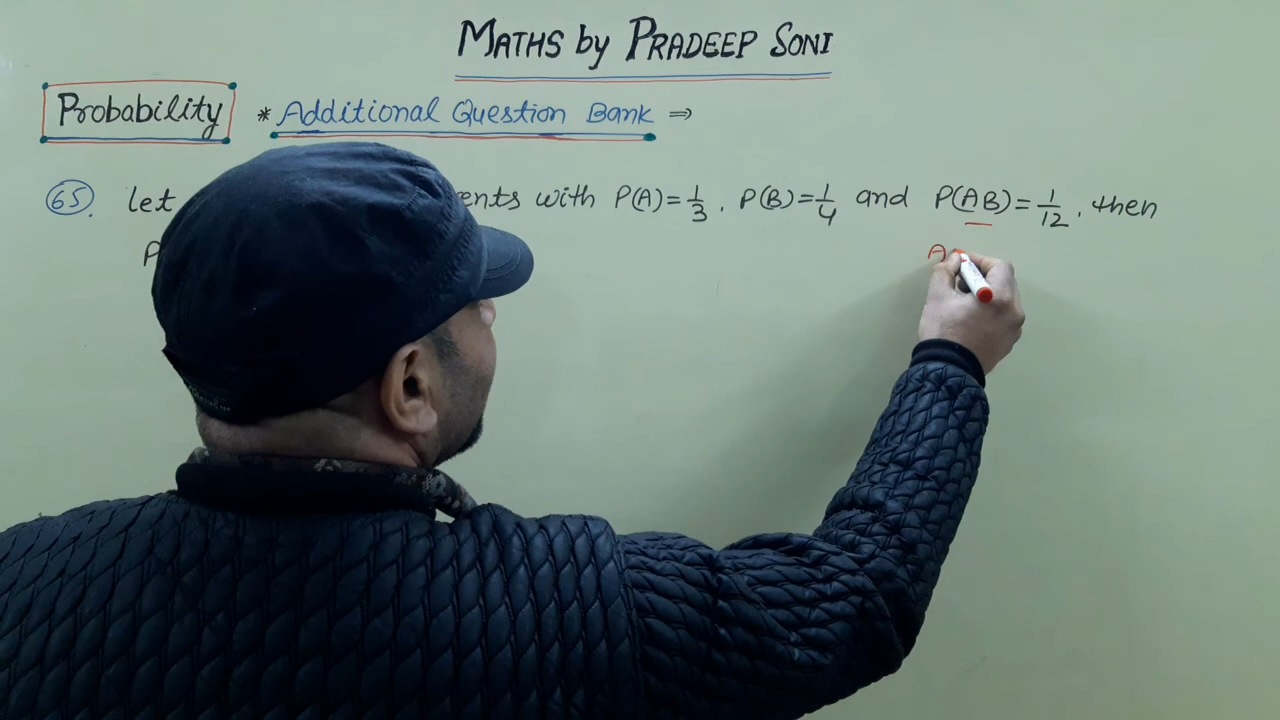 MATHS by PRADEEP SONI
Probability * Additional Question Bank ⇒
65. let ents with P(A)=1/3, P(B)=1/4 and P(AB)=1/12, then
P
A